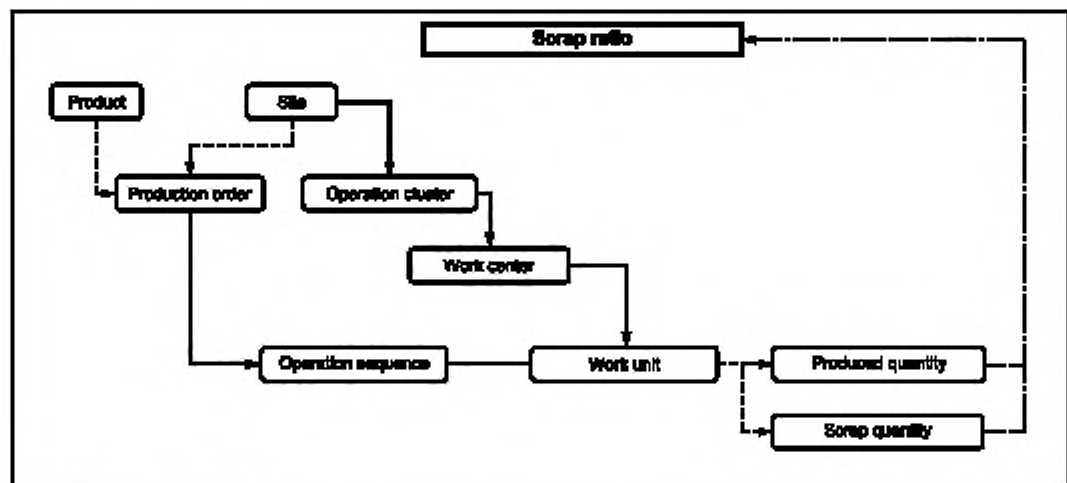 Scrap ratio
Product
Site
Production order
Operation cluster
Work center
Operation sequence
Work unit
Produced quantity
Scrap quantity